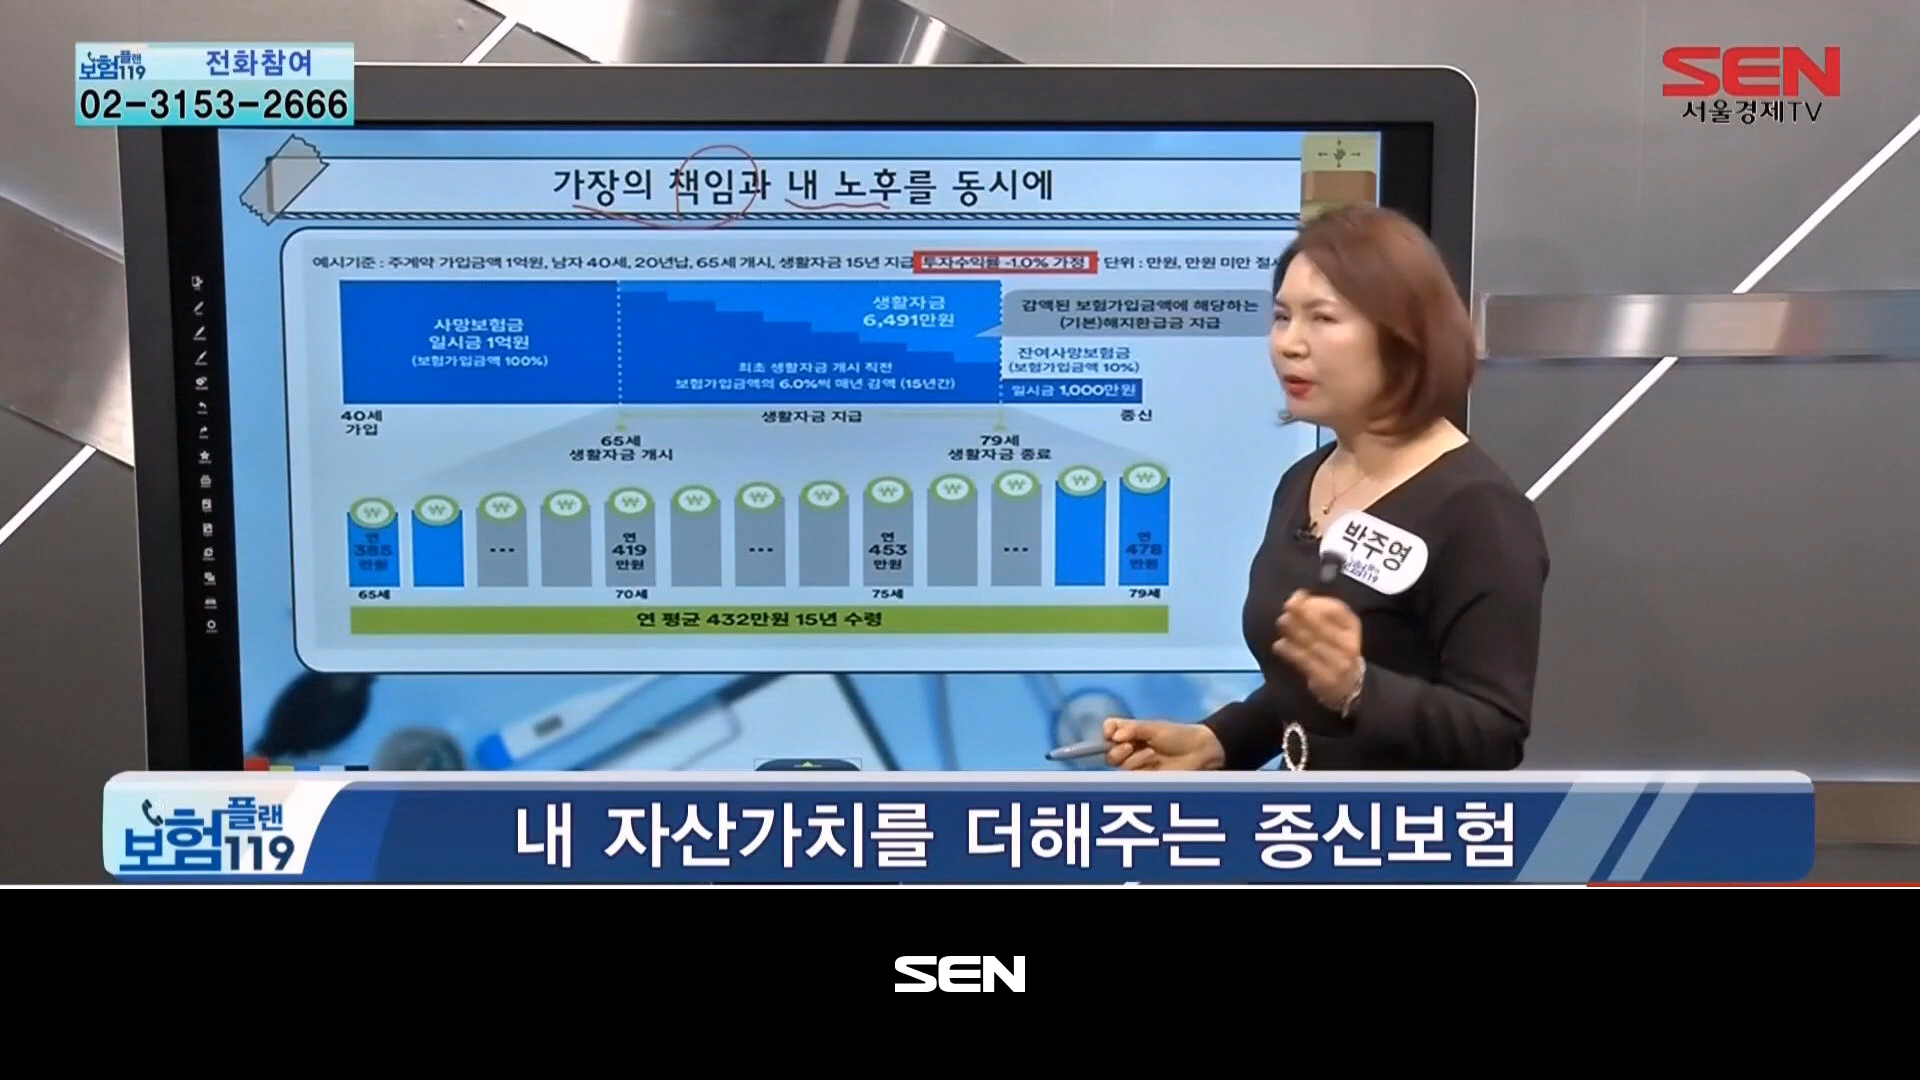 보험플랜119 전화참여
02-3153-2666
SEN
서울경제TV
가장의 책임과 내 노후를 동시에
예시기준 : 주계약 가입금액 1억원, 남자 40세, 20년납, 65세 개시, 생활자금 15년 지급 투자수익률 -1.0% 가정 단위 : 만원, 만원 미만 절사
사망보험금
일시금 1억원
(보험가입금액 100%)
생활자금
6,491만원
최초 생활자금 개시 직전
보험가입금액의 6.0%씩 매년 감액 (15년간)
감액된 보험가입금액에 해당하는
(기본)해지환급금 지급
잔여사망보험금
(보험가입금액 10%)
일시금 1,000만원
40세
가입
생활자금 지급
종신
65세
생활자금 개시
79세
생활자금 종료
연
385
만원
...
연
419
만원
...
연
453
만원
...
연
478
만원
65세
70세
75세
79세
연 평균 432만원 15년 수령
박주영
보험플랜119
내 자산가치를 더해주는 종신보험
SEN